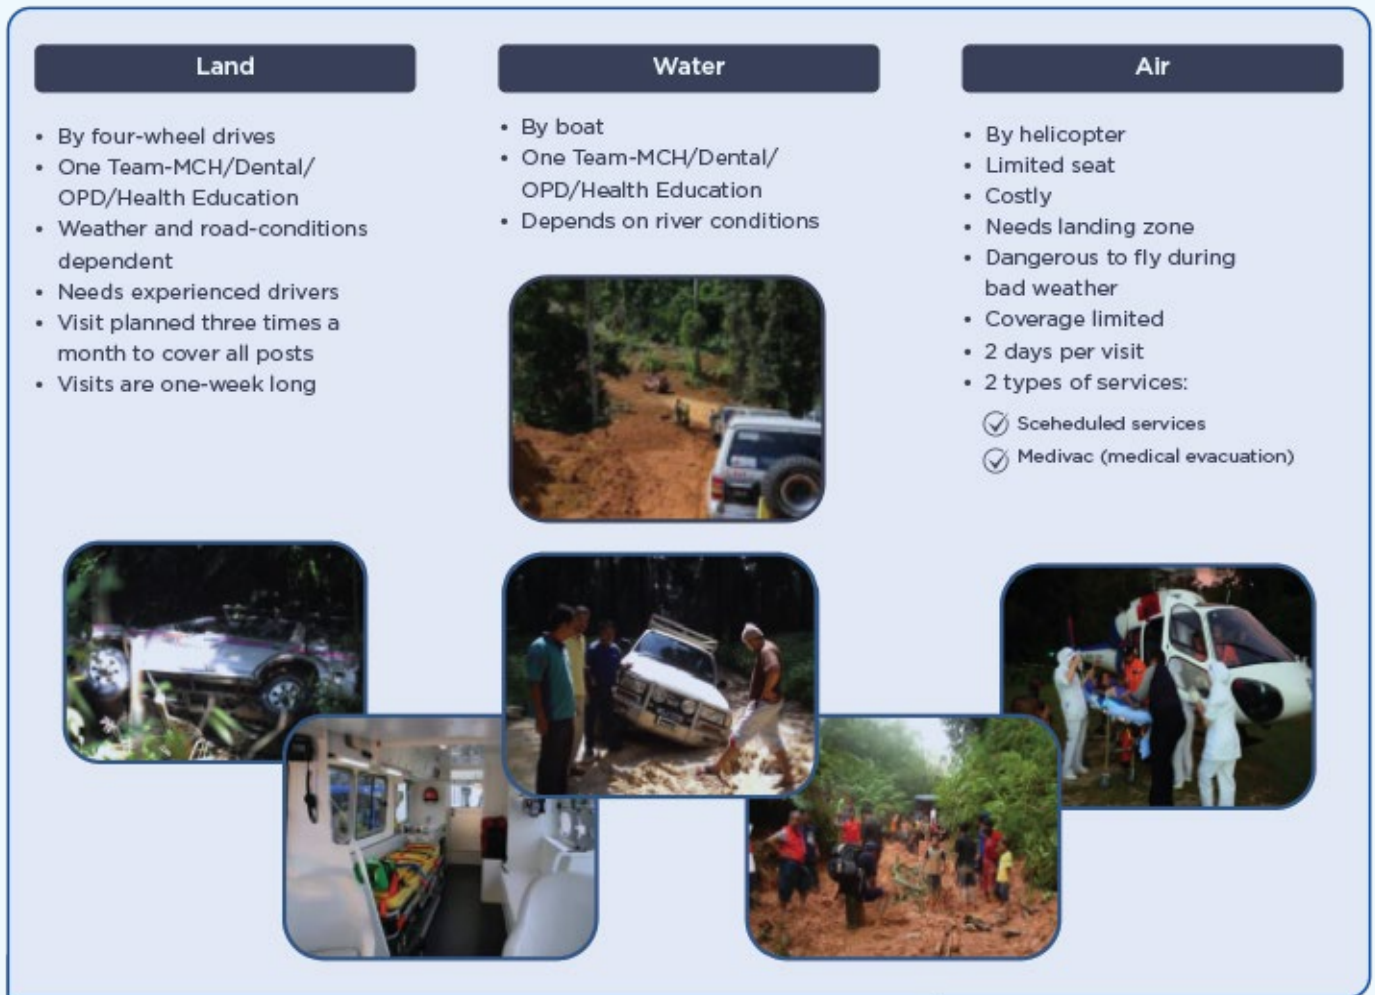 Land
• By four-wheel drives
• One Team-MCH/Dental/
OPD/Health Education
• Weather and road-conditions
dependent
• Needs experienced drivers
• Visit planned three times a
month to cover all posts
• Visits are one-week long
Water
• By boat
• One Team-MCH/Dental/
OPD/Health Education
• Depends on river conditions
Air
• By helicopter
• Limited seat
• Costly
• Needs landing zone
• Dangerous to fly during
bad weather
• Coverage limited
• 2 days per visit
• 2 types of services:
Sceheduled services
Medivac (medical evacuation)